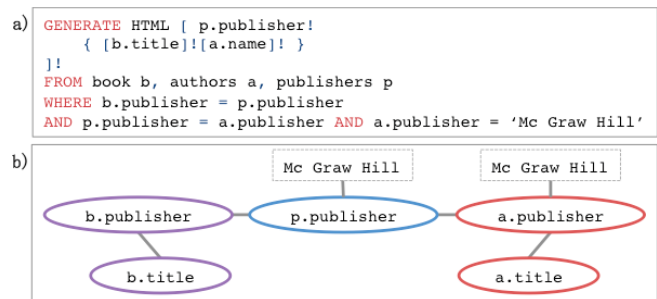 a)
GENERATE HTML [ p.publisher!
{ [b.title]![a.name]! }
]!
FROM book b, authors a, publishers p
WHERE b.publisher = p.publisher
AND p.publisher = a.publisher AND a.publisher = ‘Mc Graw Hill’
b)
Mc Graw Hill Mc Graw Hill
b.publisher p.publisher a.publisher
b.title a.title